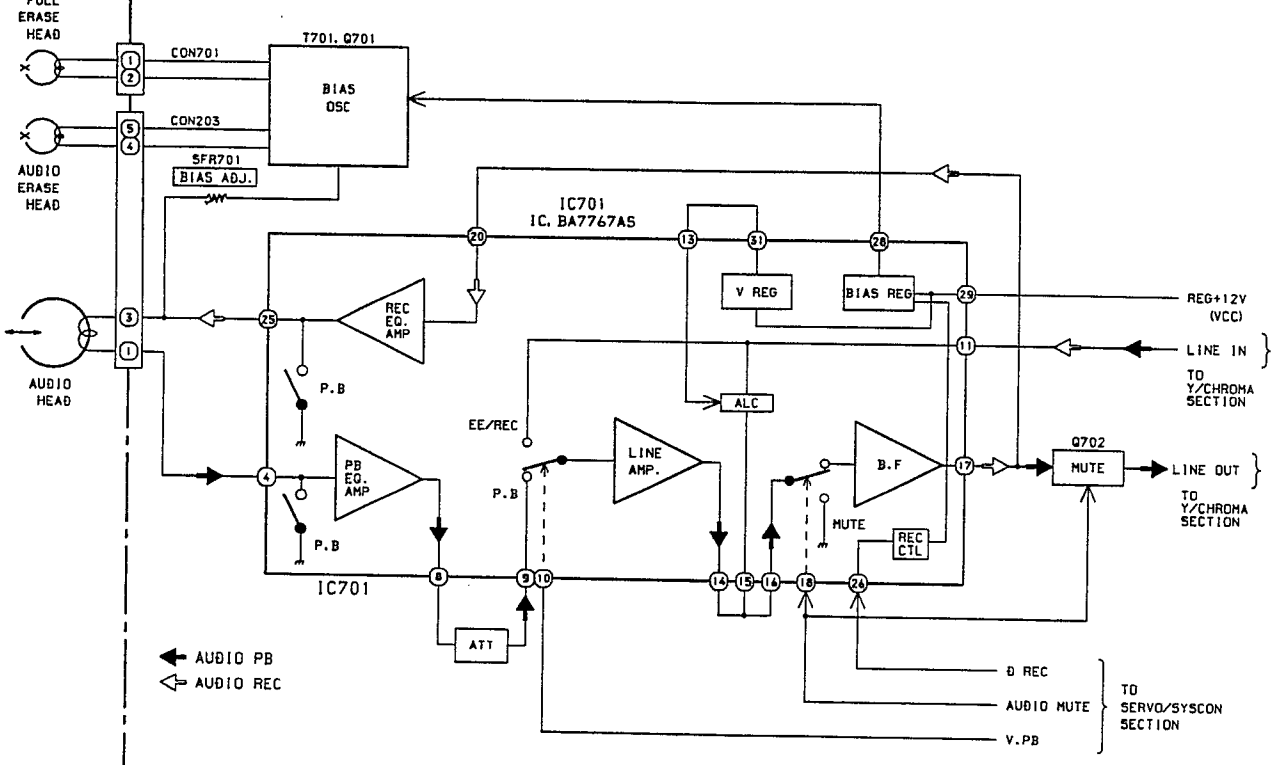 ERASE
HEAD
1
2
CON701
T701, Q701
BIAS
OSC
5
4
CON203
AUDIO
ERASE
HEAD
SFR701
BIAS ADJ.
IC701
IC, BA7767AS
20
13
31
28
V REG
BIAS REG
29
REG+12V
(VCC)
3
1
AUDIO
HEAD
25
REC
EQ.
AMP
P.B
11
LINE IN
TO
Y/CHROMA
SECTION
ALC
EE/REC
P.B
LINE
AMP.
B.F
17
Q702
MUTE
LINE OUT
TO
Y/CHROMA
SECTION
4
PB
EQ.
AMP
P.B
MUTE
REC
CTL
IC701
8
9
10
14
15
16
18
26
ATT
AUDIO PB
AUDIO REC
D REC
AUDIO MUTE
V.PB
TO
SERVO/SYSCON
SECTION